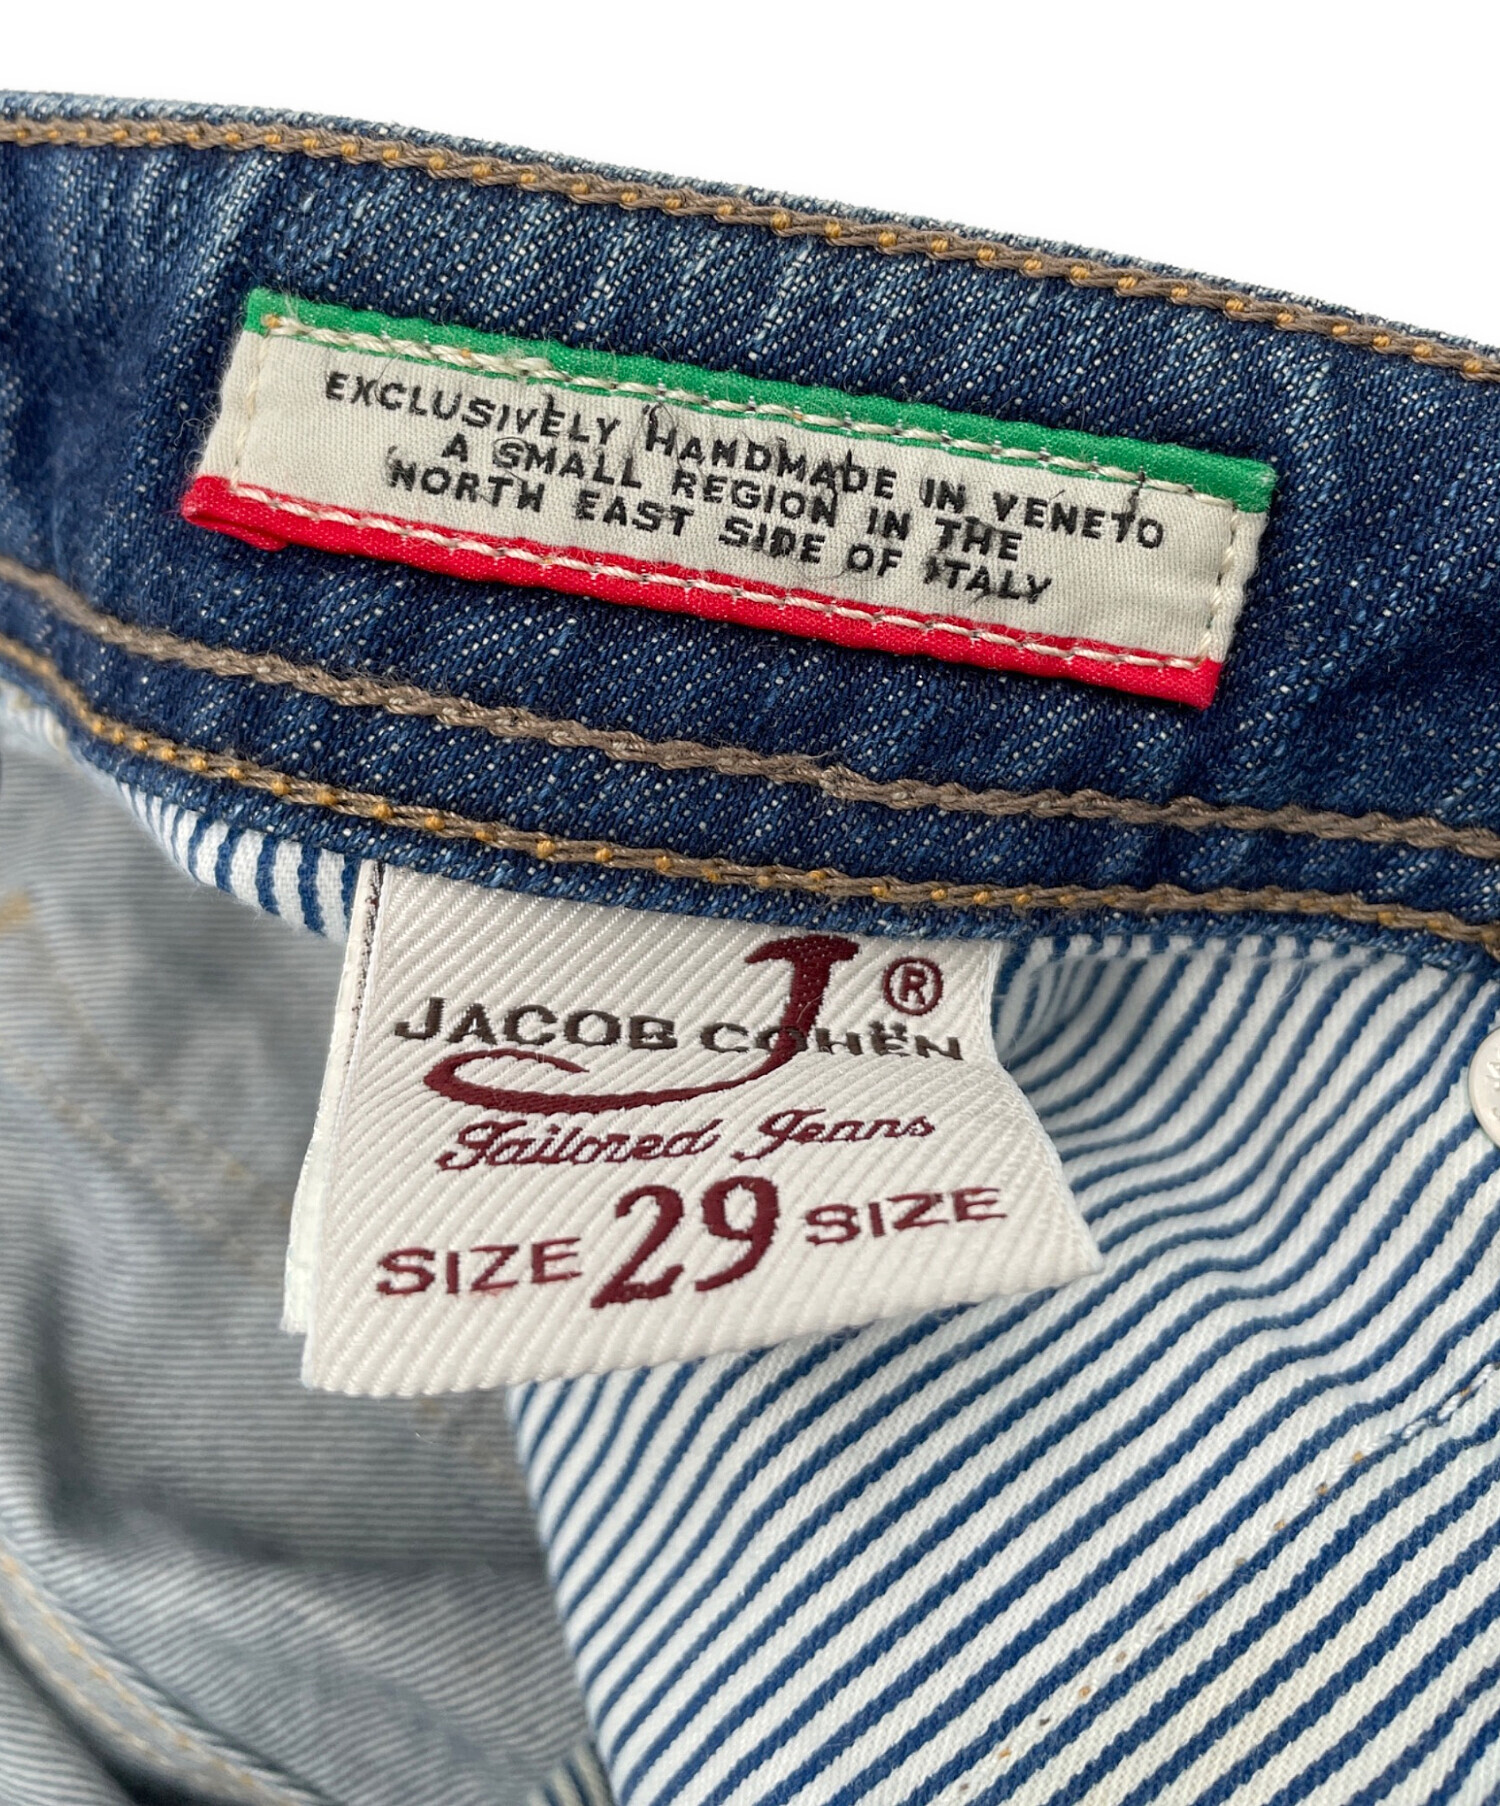 EXCLUSIVELY HANDMADE IN VENETO
A SMALL REGION IN THE
NORTH EAST SIDE OF ITALY
J ®
JACOB COHËN
Tailored Jeans
SIZE 29 SIZE